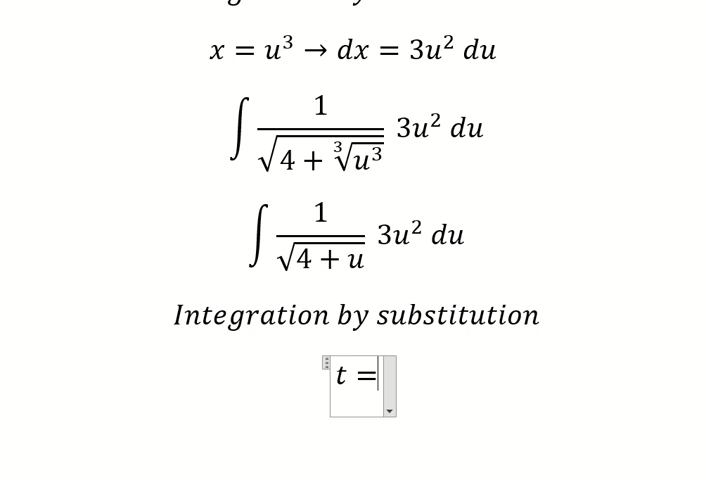 x = u³ → dx = 3u² du
∫ 1/√(4 + ∛(u³)) 3u² du
∫ 1/√(4 + u) 3u² du
Integration by substitution
t =